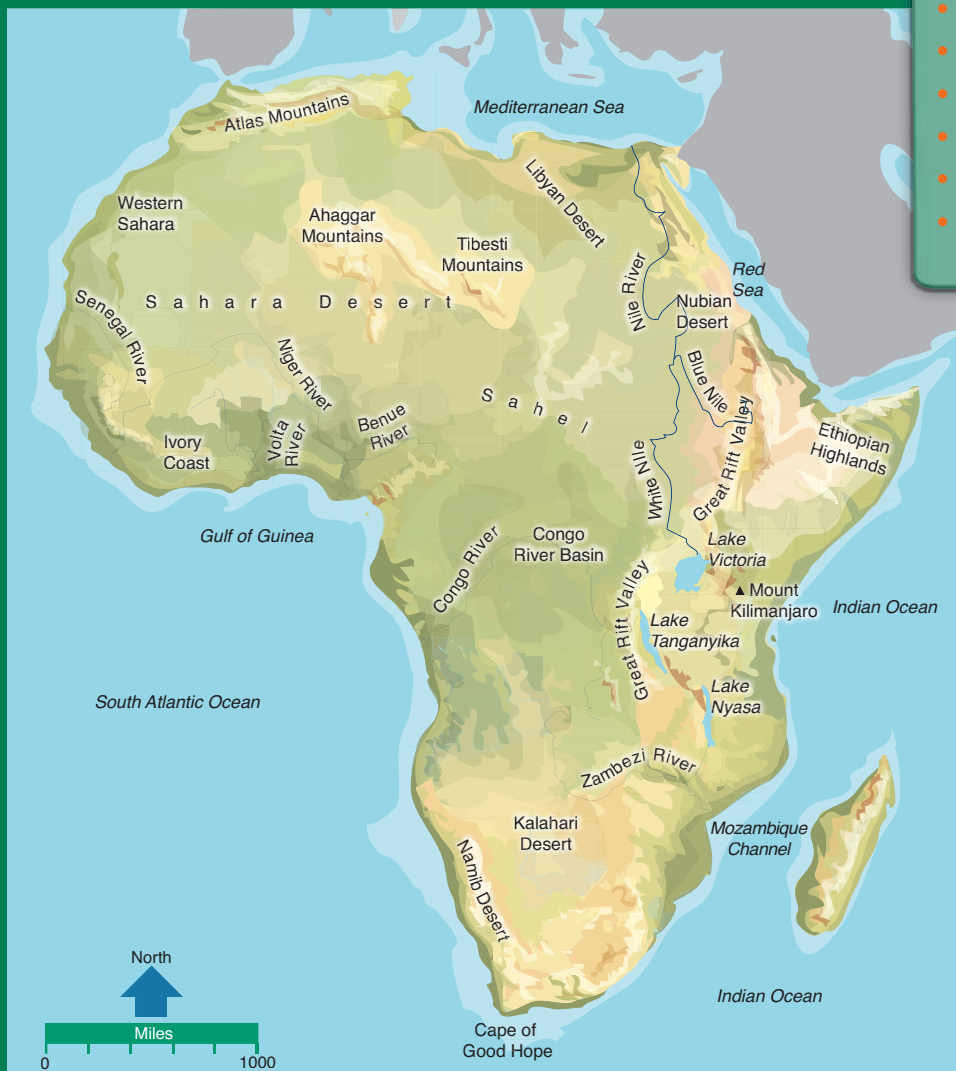 Mediterranean Sea
Atlas Mountains
Libyan Desert
Western
Sahara
Ahaggar
Mountains
Tibesti
Mountains
Nile River
Red
Sea
Sahara Desert
Nubian
Desert
Senegal River
Niger River
Blue Nile
Sahel
Benue
River
Volta
River
Ivory
Coast
Great Rift Valley
Ethiopian
Highlands
White Nile
Gulf of Guinea
Congo River
Congo
River Basin
Lake
Victoria
Mount
Kilimanjaro
Indian Ocean
Great Rift Valley
Lake
Tanganyika
Lake
Nyasa
South Atlantic Ocean
Zambezi River
Kalahari
Desert
Mozambique
Channel
Namib Desert
North
Miles
0 1000
Indian Ocean
Cape of
Good Hope